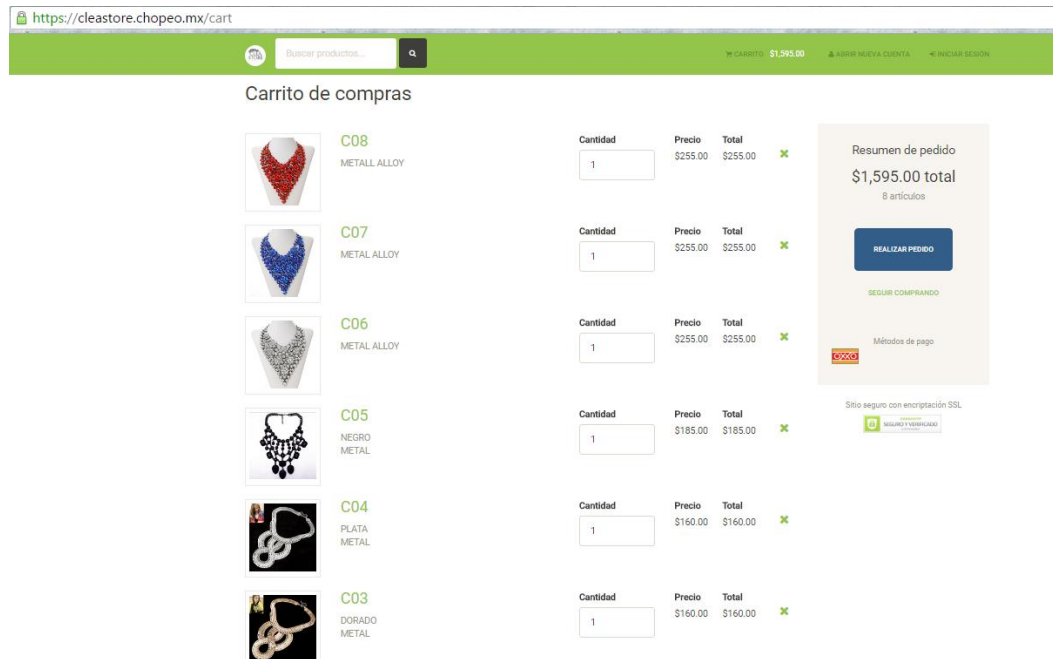 https://cleastore.chopeo.mx/cart
Buscar productos...
CARRITO $1,595.00
ABRIR NUEVA CUENTA
INICIAR SESIÓN
Carrito de compras
C08
METALL ALLOY
Cantidad Precio Total
1 $255.00 $255.00
C07
METAL ALLOY
Cantidad Precio Total
1 $255.00 $255.00
C06
METAL ALLOY
Cantidad Precio Total
1 $255.00 $255.00
C05
NEGRO
METAL
Cantidad Precio Total
1 $185.00 $185.00
C04
PLATA
METAL
Cantidad Precio Total
1 $160.00 $160.00
C03
DORADO
METAL
Cantidad Precio Total
1 $160.00 $160.00
Resumen de pedido
$1,595.00 total
8 artículos
REALIZAR PEDIDO
SEGUIR COMPRANDO
Métodos de pago
OXXO
Sitio seguro con encriptación SSL
SEGURO Y VERIFICADO